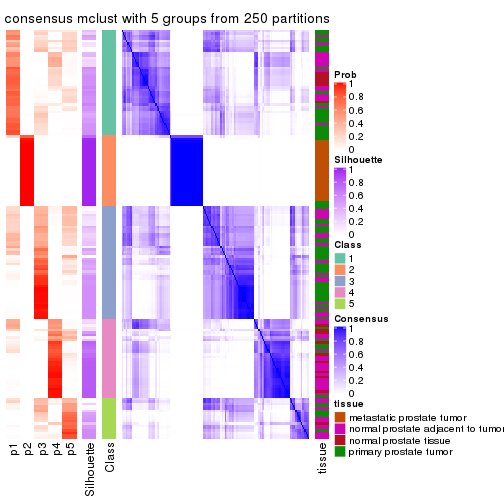 consensus mclust with 5 groups from 250 partitions
Prob
1
0.8
0.6
0.4
0.2
0
Silhouette
1
0.8
0.6
0.4
0.2
0
Class
1
2
3
4
5
Consensus
1
0.8
0.6
0.4
0.2
0
tissue
metastatic prostate tumor
normal prostate adjacent to tumor
normal prostate tissue
primary prostate tumor
p1
p2
p3
p4
p5
Silhouette
Class
tissue